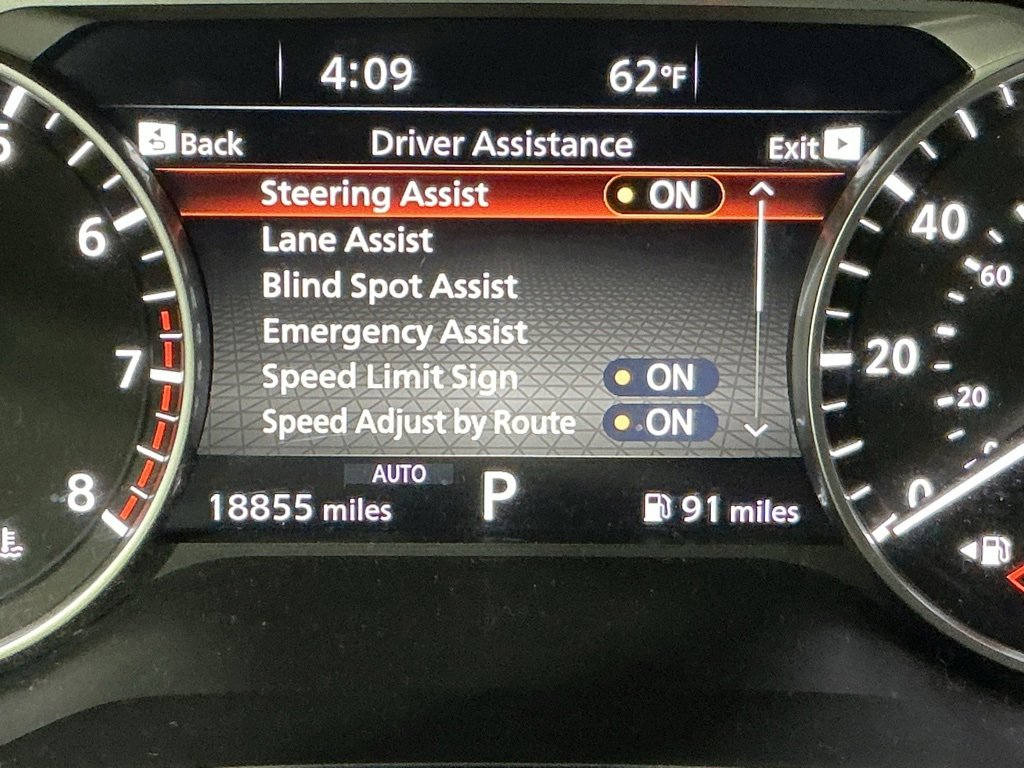 4:09 62°F
Back Driver Assistance Exit
Steering Assist ON
Lane Assist
Blind Spot Assist
Emergency Assist
Speed Limit Sign ON
Speed Adjust by Route ON
AUTO
18855 miles P 91 miles
6
7
8
40
60
20
20
0